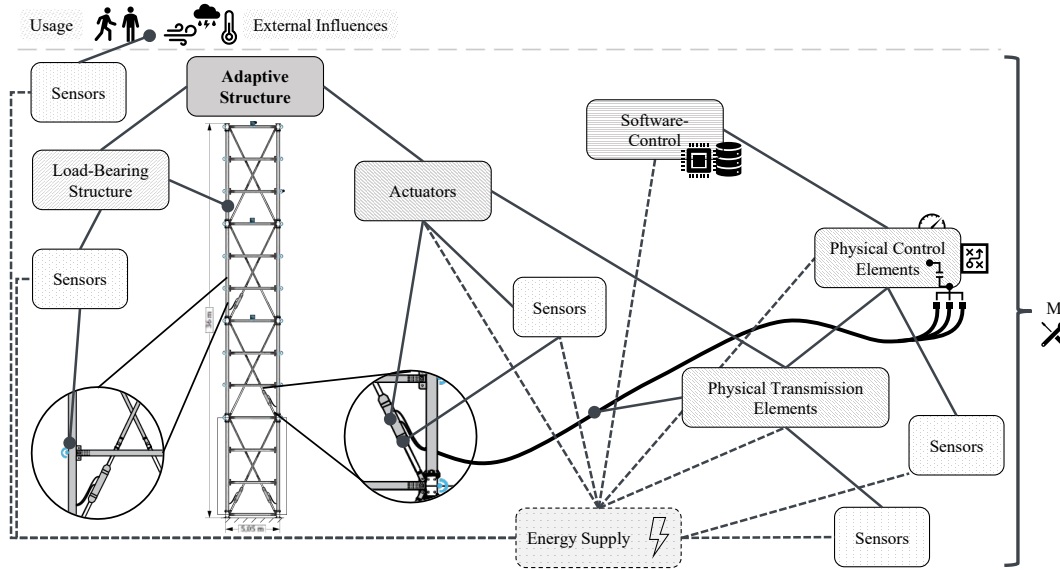 Usage
External Influences
Sensors
Adaptive
Structure
Software-
Control
Load-Bearing
Structure
Actuators
Physical Control
Elements
Sensors
Sensors
36 m
M
Physical Transmission
Elements
Sensors
5,05 m
Energy Supply
Sensors